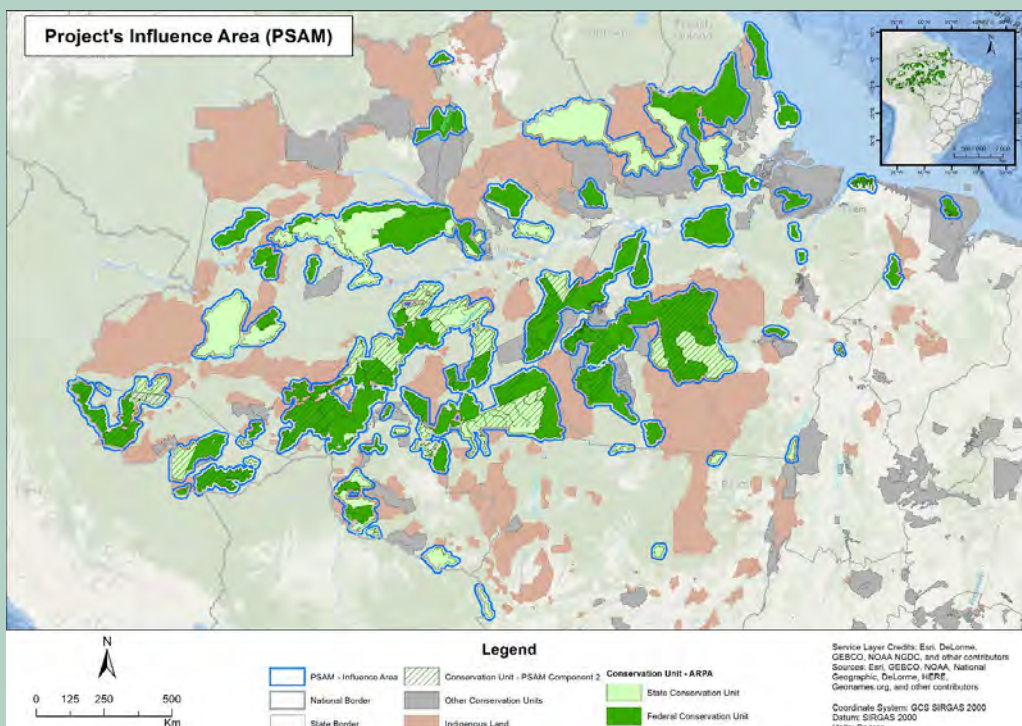 Project's Influence Area (PSAM)
N
Legend
N
0 125 250 500
Km
PSAM - Influence Area
National Border
State Border
Conservation Unit - PSAM Component 2
Other Conservation Units
Indigenous Land
Conservation Unit - ARPA
State Conservation Unit
Federal Conservation Unit
Service Layer Credits: Esri, DeLorme,
GEBCO, NOAA NGDC, and other contributors
Sources: Esri, GEBCO, NOAA, National
Geographic, DeLorme, HERE,
Geonames.org, and other contributors
Coordinate System: GCS SIRGAS 2000
Datum: SIRGAS 2000